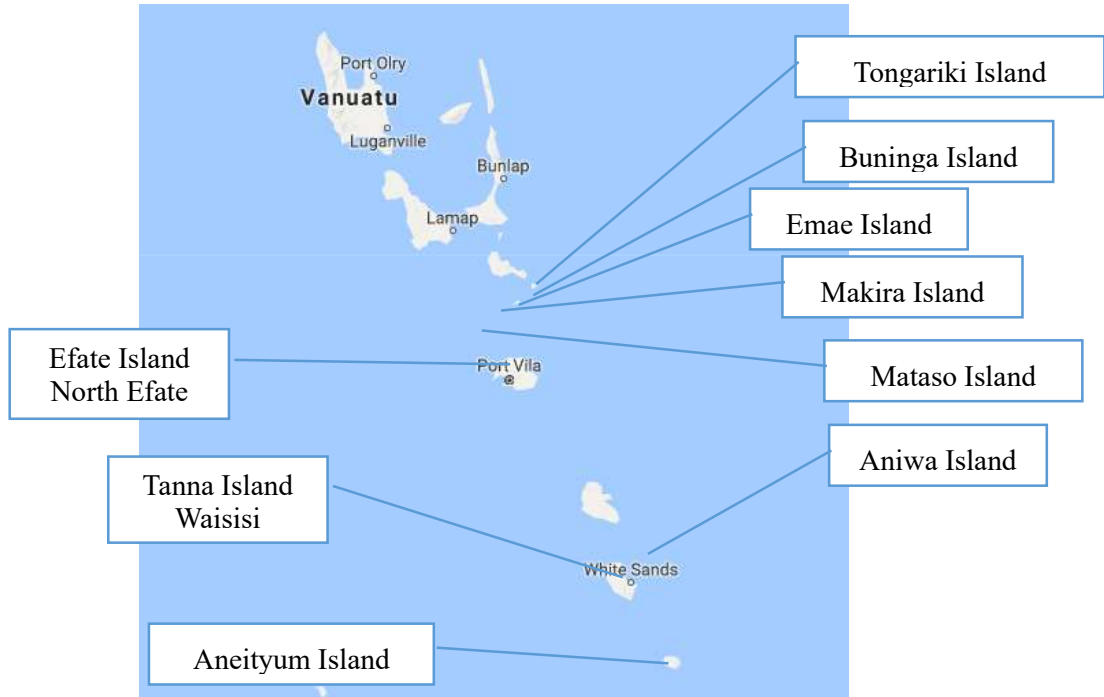 Port Olry
Vanuatu
Luganville
Bunlap
Lamap
Tongariki Island
Buninga Island
Emae Island
Makira Island
Efate Island
North Efate
Port Vila
Mataso Island
Aniwa Island
Tanna Island
Waisisi
White Sands
Aneityum Island